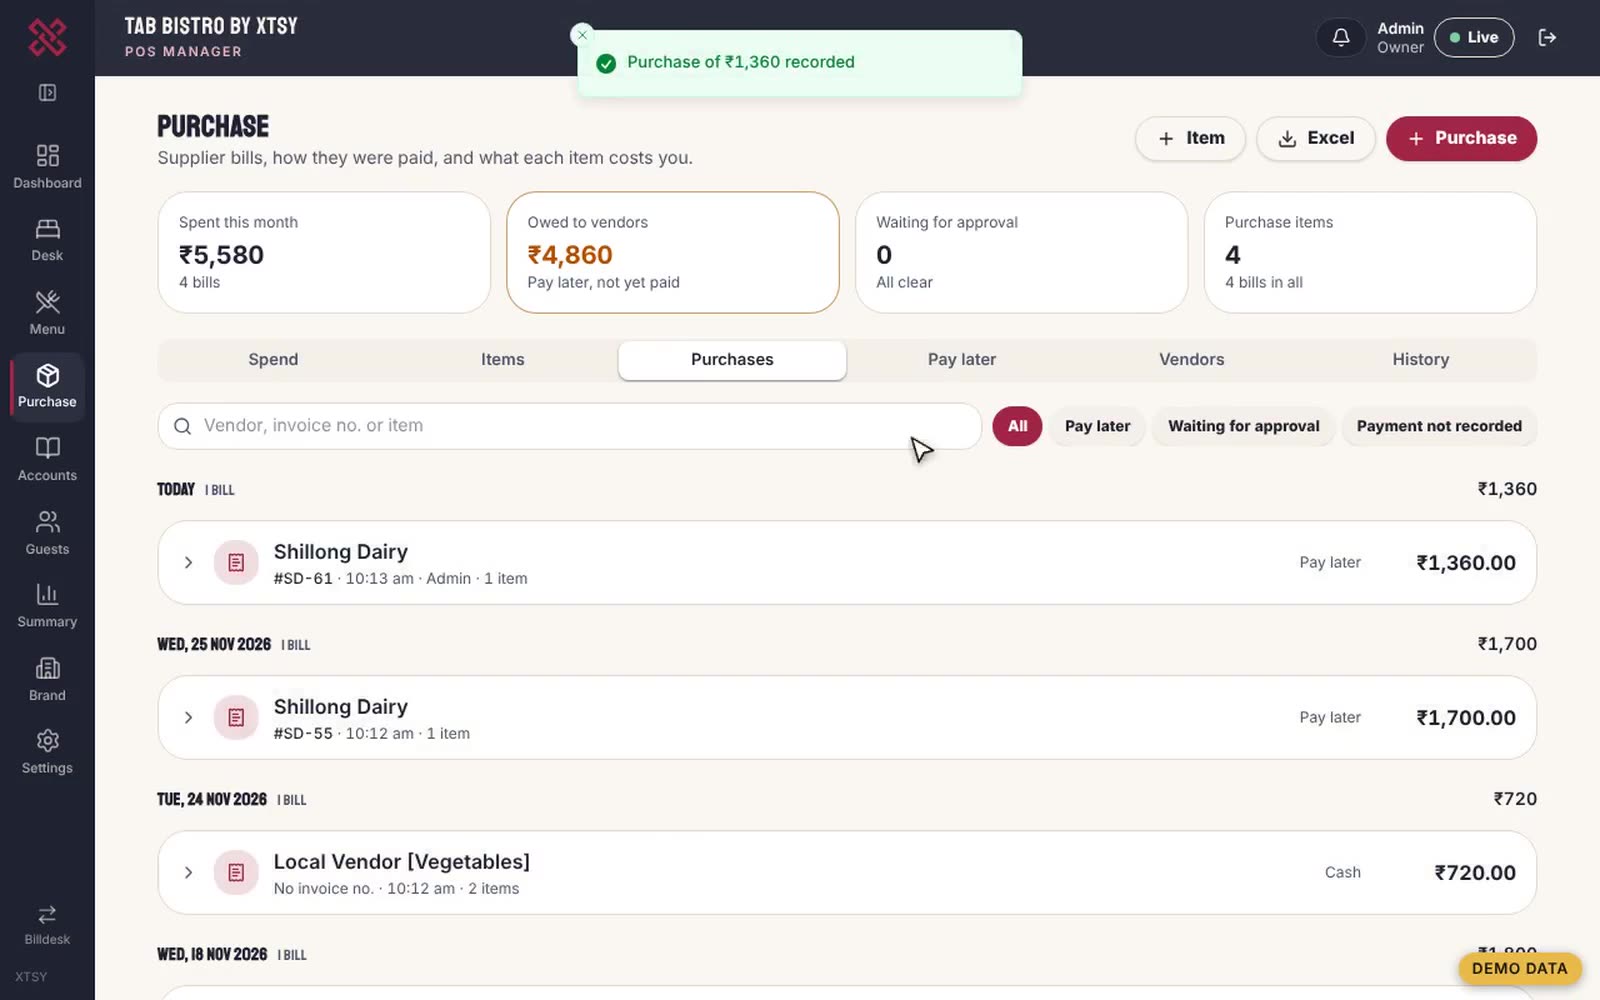 TAB BISTRO BY XTSY
POS MANAGER
Purchase of ₹1,360 recorded
Admin
Owner
Live
Dashboard
Desk
Menu
Purchase
Accounts
Guests
Summary
Brand
Settings
Billdesk
XTSY
PURCHASE
Supplier bills, how they were paid, and what each item costs you.
+ Item
Excel
+ Purchase
Spent this month
₹5,580
4 bills
Owed to vendors
₹4,860
Pay later, not yet paid
Waiting for approval
0
All clear
Purchase items
4
4 bills in all
Spend
Items
Purchases
Pay later
Vendors
History
Vendor, invoice no. or item
All
Pay later
Waiting for approval
Payment not recorded
TODAY 1 BILL
₹1,360
Shillong Dairy
#SD-61 · 10:13 am · Admin · 1 item
Pay later
₹1,360.00
WED, 25 NOV 2026 1 BILL
₹1,700
Shillong Dairy
#SD-55 · 10:12 am · 1 item
Pay later
₹1,700.00
TUE, 24 NOV 2026 1 BILL
₹720
Local Vendor [Vegetables]
No invoice no. · 10:12 am · 2 items
Cash
₹720.00
WED, 18 NOV 2026 1 BILL
DEMO DATA